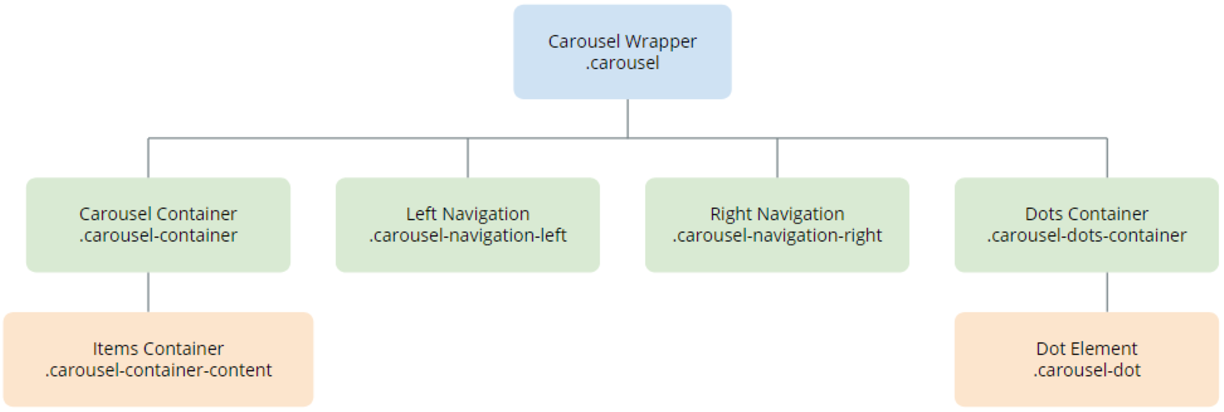 Carousel Wrapper
.carousel
Carousel Container
.carousel-container
Left Navigation
.carousel-navigation-left
Right Navigation
.carousel-navigation-right
Dots Container
.carousel-dots-container
Items Container
.carousel-container-content
Dot Element
.carousel-dot